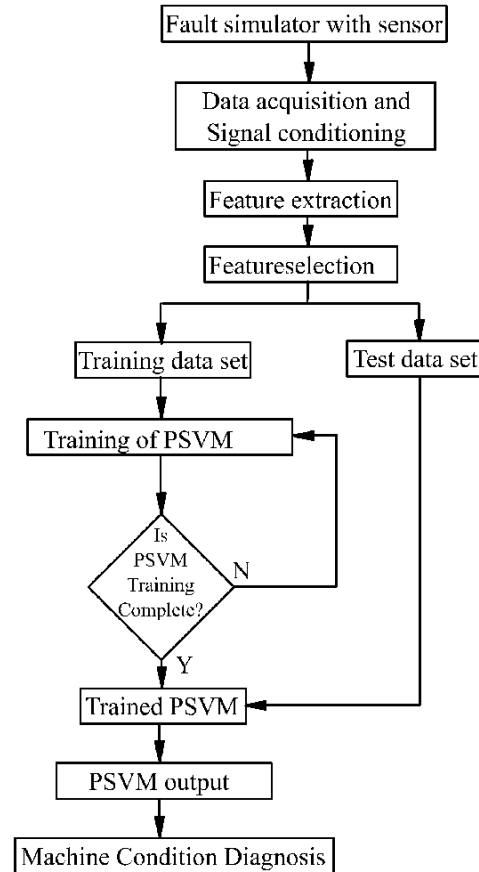 Fault simulator with sensor
Data acquisition and
Signal conditioning
Feature extraction
Featureselection
Training data set
Test data set
Training of PSVM
Is
PSVM
Training
Complete?
N
Y
Trained PSVM
PSVM output
Machine Condition Diagnosis